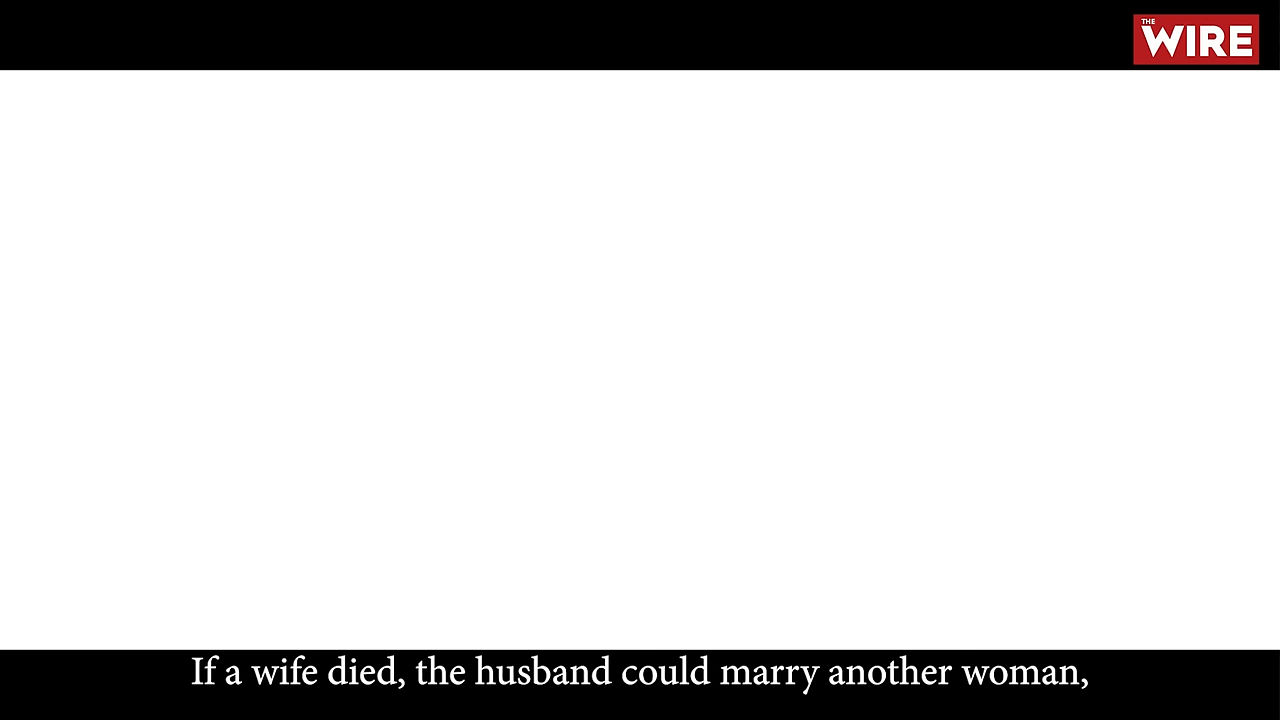 THE
WIRE
If a wife died, the husband could marry another woman,